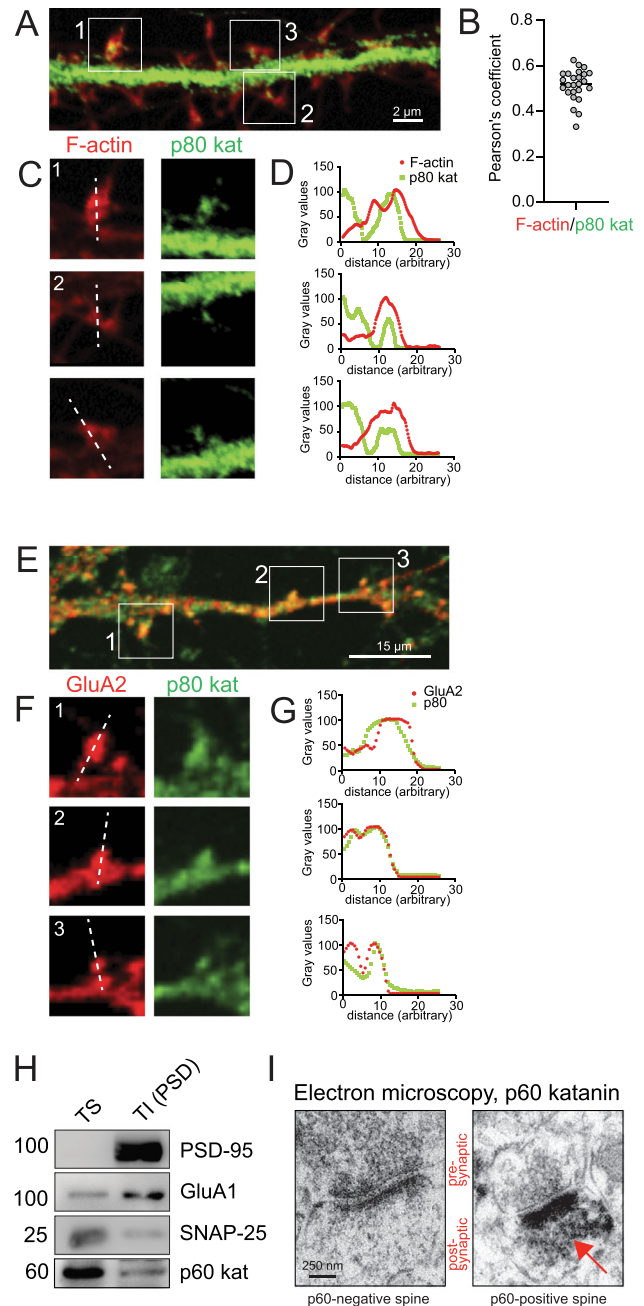 A
1
3
2
2 µm
B
Pearson's coefficient
0.8
0.6
0.4
0.2
0.0
F-actin/p80 kat
F-actin p80 kat
C
1
2
D
F-actin
p80 kat
Gray values
150
100
50
0 10 20 30
distance (arbitrary)
Gray values
150
100
50
0 10 20 30
distance (arbitrary)
Gray values
150
100
50
0 10 20 30
distance (arbitrary)
E
1
2
3
15 µm
GluA2 p80 kat
F
1
2
3
G
GluA2
p80
Gray values
150
100
50
0 10 20 30
distance (arbitrary)
Gray values
150
100
50
0 10 20 30
distance (arbitrary)
Gray values
150
100
50
0
0 10 20 30
distance (arbitrary)
H
TS TI (PSD)
100 PSD-95
100 GluA1
25 SNAP-25
60 p60 kat
I
Electron microscopy, p60 katanin
pre-
synaptic
post-
synaptic
250 nm
p60-negative spine p60-positive spine